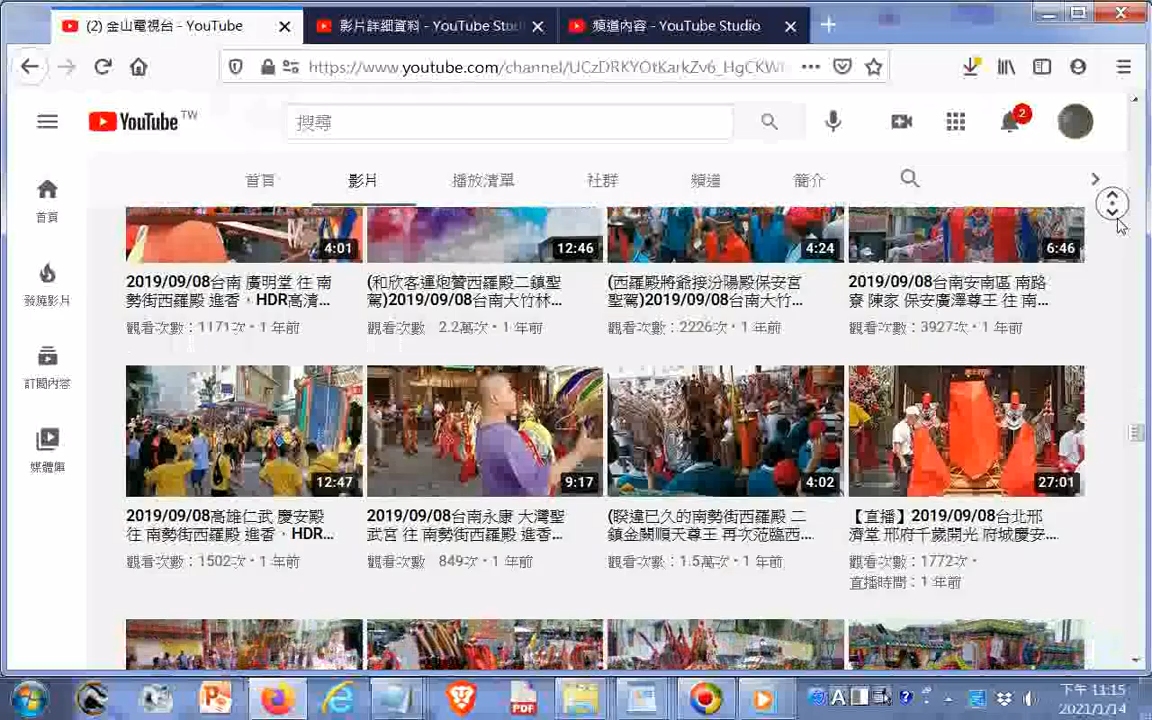 (2) 金山電視台 - YouTube
影片詳細資料 - YouTube Stud
頻道內容 - YouTube Studio
https://www.youtube.com/channel/UCzDRKYOtKarkZv6_HgCKW
YouTube TW
搜尋
2
首頁
影片
播放清單
社群
頻道
簡介
首頁
發燒影片
訂閱內容
媒體庫
4:01
12:46
4:24
6:46
2019/09/08台南 廣明堂 往 南
勢街西羅殿 進香，HDR高清...
觀看次數：1171次 · 1 年前
(和欣客運炮贊西羅殿二鎮聖
駕)2019/09/08台南大竹林...
觀看次數 2.2萬次 · 1 年前
(西羅殿將爺接汾陽殿保安宮
聖駕)2019/09/08台南大竹...
觀看次數：2226次 · 1 年前
2019/09/08台南安南區 南路
寮 陳家 保安廣澤尊王 往 南...
觀看次數：3927次 · 1 年前
12:47
9:17
4:02
27:01
2019/09/08高雄仁武 慶安殿
往 南勢街西羅殿 進香，HDR...
觀看次數：1502次 · 1 年前
2019/09/08台南永康 大灣聖
武宮 往 南勢街西羅殿 進香...
觀看次數 849次 · 1 年前
(睽違已久的南勢街西羅殿 二
鎮金闕順天尊王 再次蒞臨西...
觀看次數：1.5萬次 · 1 年前
【直播】2019/09/08台北邢
濟堂 邢府千歲開光 府城慶安...
觀看次數：1772次 ·
直播時間：1 年前
PDF
A
下午 11:15
2021/1/14